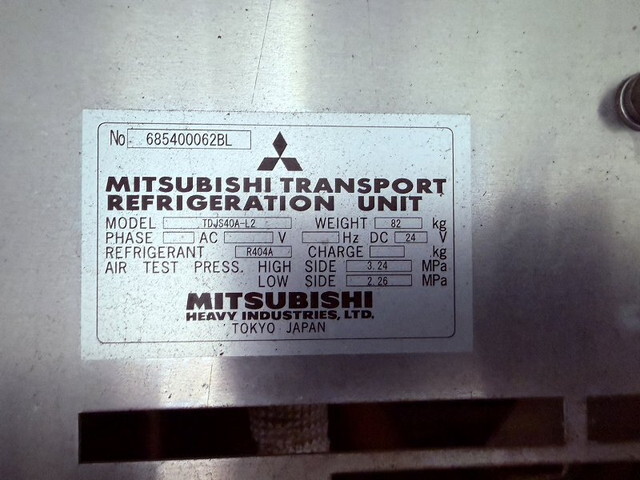 No 685400062BL
MITSUBISHI TRANSPORT
REFRIGERATION UNIT
MODEL TDJS40A-L2 WEIGHT 82 kg
PHASE AC V Hz DC 24 V
REFRIGERANT R404A CHARGE kg
AIR TEST PRESS. HIGH SIDE 3.24 MPa
LOW SIDE 2.26 MPa
MITSUBISHI
HEAVY INDUSTRIES, LTD.
TOKYO JAPAN